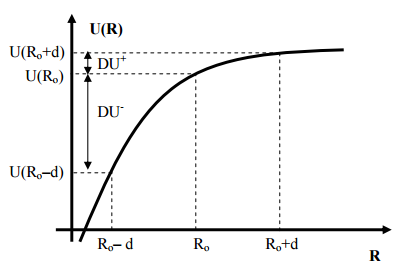 U(R)
U(Rₒ+d)
DU⁺
U(Rₒ)
DU⁻
U(Rₒ–d)
Rₒ– d
Rₒ
Rₒ+d
R